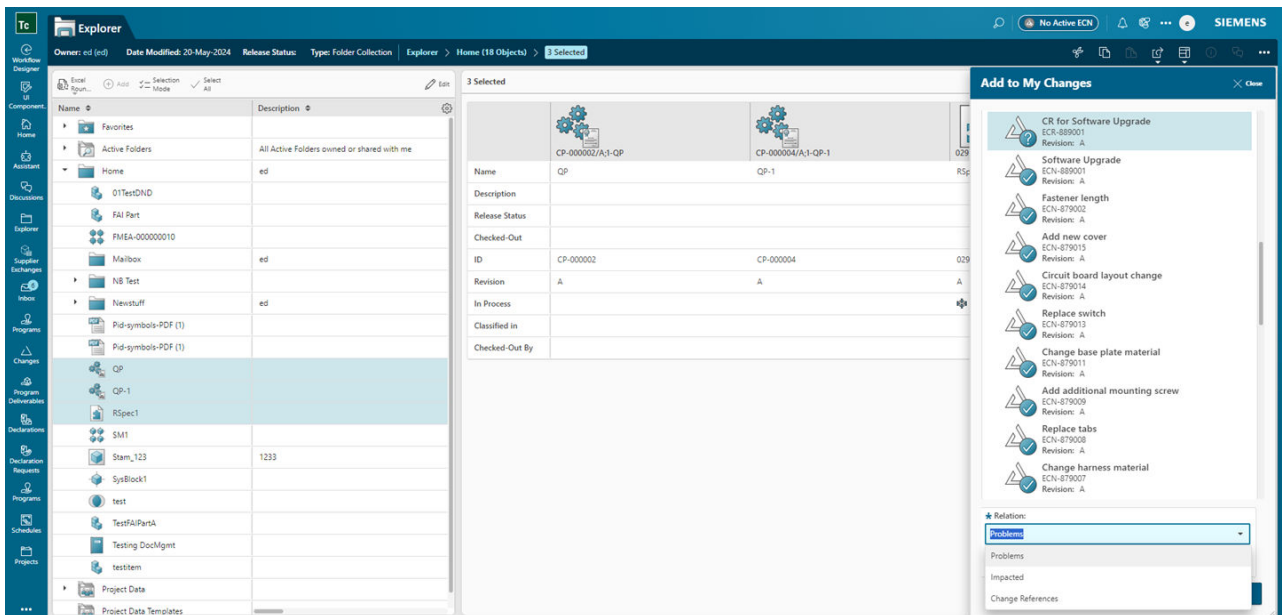 Tc
Explorer
No Active ECN
e
SIEMENS
Owner: ed (ed) Date Modified: 20-May-2024 Release Status: Type: Folder Collection Explorer > Home (18 Objects) > 3 Selected
Workflow
Designer
UI
Component.
Home
Assistant
Discussions
Explorer
Supplier
Exchanges
Inbox
Programs
Changes
Program
Deliverables
Declarations
Declaration
Requests
Programs
Schedules
Projects
Excel
Roun...
Add
Selection
Mode
Select
All
Edit
Name
Description
Favorites
Active Folders All Active Folders owned or shared with me
Home ed
01TestDND
FAI Part
FMEA-000000010
Mailbox ed
NB Test
Newstuff ed
Pid-symbols-PDF (1)
Pid-symbols-PDF (1)
QP
QP-1
RSpec1
SM1
Stam_123 1233
SysBlock1
test
TestFAIPartA
Testing DocMgmt
testitem
Project Data
Project Data Templates
3 Selected
CP-000002/A;1-QP CP-000004/A;1-QP-1 029
Name QP QP-1 RSp
Description
Release Status
Checked-Out
ID CP-000002 CP-000004 029
Revision A A A
In Process
Classified in
Checked-Out By
Add to My Changes
Close
CR for Software Upgrade
ECR-889001
Revision: A
Software Upgrade
ECN-889001
Revision: A
Fastener length
ECN-879002
Revision: A
Add new cover
ECN-879015
Revision: A
Circuit board layout change
ECN-879014
Revision: A
Replace switch
ECN-879013
Revision: A
Change base plate material
ECN-879011
Revision: A
Add additional mounting screw
ECN-879009
Revision: A
Replace tabs
ECN-879008
Revision: A
Change harness material
ECN-879007
Revision: A
* Relation:
Problems
Problems
Impacted
Change References